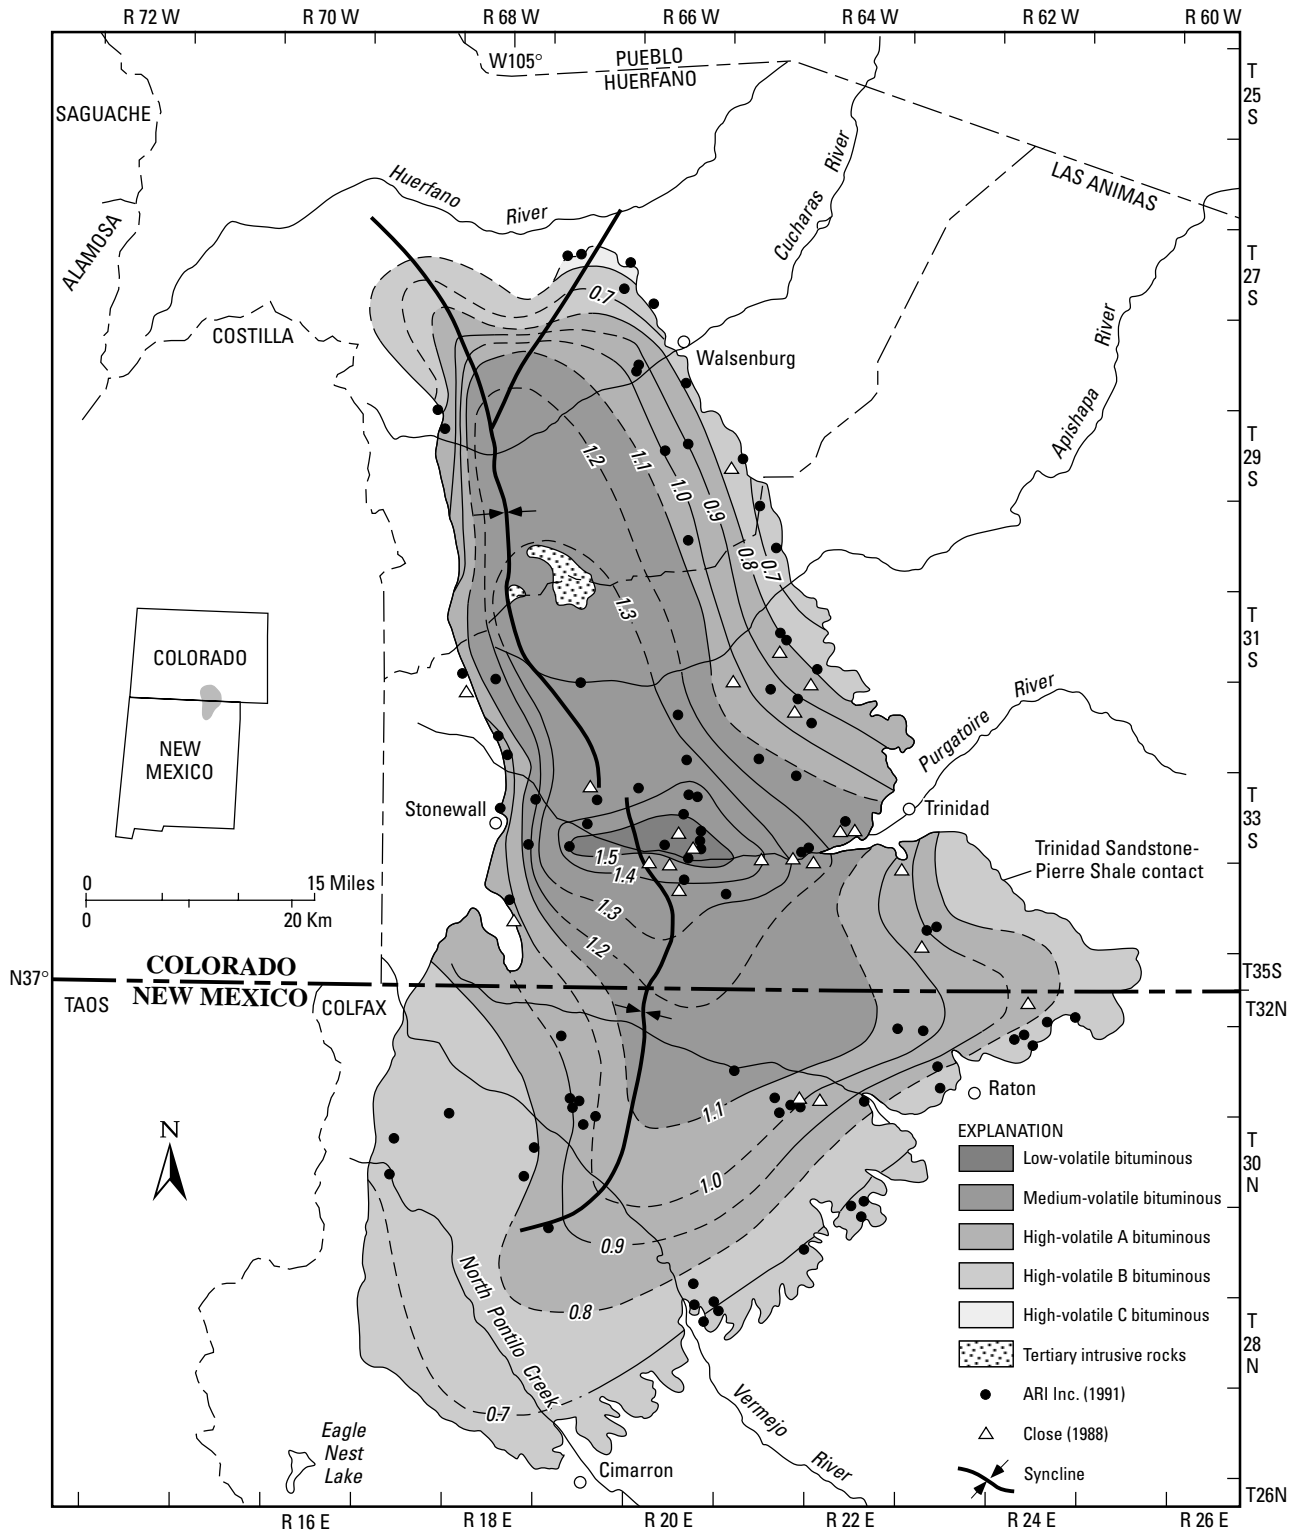 R 72 W R 70 W R 68 W R 66 W R 64 W R 62 W R 60 W
W105°
PUEBLO
HUERFANO
T
25
S
SAGUACHE
LAS ANIMAS
Huerfano
River
Cucharas
River
ALAMOSA
T
27
S
COSTILLA
0.7
Walsenburg
Apishapa
River
T
29
S
1.2
1.1
1.0
0.9
0.8
0.7
1.3
T
31
S
COLORADO
NEW
MEXICO
Purgatoire
River
Stonewall
Trinidad
T
33
S
1.5
1.4
1.3
1.2
Trinidad Sandstone-
Pierre Shale contact
0 15 Miles
0 20 Km
N37°
COLORADO
NEW MEXICO
T35S
T32N
TAOS
COLFAX
Raton
1.1
1.0
0.9
0.8
0.7
N
T
30
N
T
28
N
T26N
North Pontilo Creek
Vermejo
River
Eagle
Nest
Lake
Cimarron
EXPLANATION
Low-volatile bituminous
Medium-volatile bituminous
High-volatile A bituminous
High-volatile B bituminous
High-volatile C bituminous
Tertiary intrusive rocks
ARI Inc. (1991)
Close (1988)
Syncline
R 16 E R 18 E R 20 E R 22 E R 24 E R 26 E